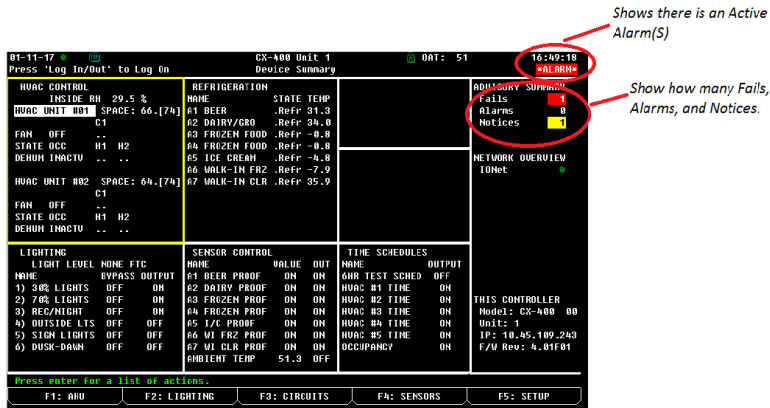 Shows there is an Active
Alarm(S)
01-11-17 CX-400 Unit 1 OAT: 51 16:49:18
Press 'Log In/Out' to Log On Device Summary *ALARM*
HVAC CONTROL
INSIDE RH 29.5 %
HVAC UNIT #01 SPACE: 66.[74]
C1
FAN OFF ..
STATE OCC H1 H2
DEHUM INACTV .. ..
HVAC UNIT #02 SPACE: 64.[74]
C1
FAN OFF ..
STATE OCC H1 H2
DEHUM INACTV .. ..
REFRIGERATION
NAME STATE TEMP
A1 BEER .Refr 31.3
A2 DAIRY/GRO .Refr 34.0
A3 FROZEN FOOD .Refr -0.8
A4 FROZEN FOOD .Refr -0.8
A5 ICE CREAM .Refr -4.8
A6 WALK-IN FRZ .Refr -7.9
A7 WALK-IN CLR .Refr 35.9
ADVISORY SUMMARY
Fails 1
Alarms 0
Notices 1
Show how many Fails,
Alarms, and Notices.
NETWORK OVERVIEW
IONet
LIGHTING
LIGHT LEVEL NONE FTC
NAME BYPASS OUTPUT
1) 30% LIGHTS OFF ON
2) 70% LIGHTS OFF ON
3) REC/NIGHT OFF ON
4) OUTSIDE LTS OFF OFF
5) SIGN LIGHTS OFF OFF
6) DUSK-DAWN OFF OFF
SENSOR CONTROL
NAME VALUE OUT
A1 BEER PROOF ON ON
A2 DAIRY PROOF ON ON
A3 FROZEN PROF ON ON
A4 FROZEN PROF ON ON
A5 I/C PROOF ON ON
A6 WI FRZ PROF ON ON
A7 WI CLR PROF ON ON
AMBIENT TEMP 51.3 OFF
TIME SCHEDULES
NAME OUTPUT
6HR TEST SCHED OFF
HVAC #1 TIME ON
HVAC #2 TIME ON
HVAC #3 TIME ON
HVAC #4 TIME ON
HVAC #5 TIME ON
OCCUPANCY ON
THIS CONTROLLER
Model: CX-400 00
Unit: 1
IP: 10.45.109.243
F/W Rev: 4.01F01
Press enter for a list of actions.
F1: AHU F2: LIGHTING F3: CIRCUITS F4: SENSORS F5: SETUP